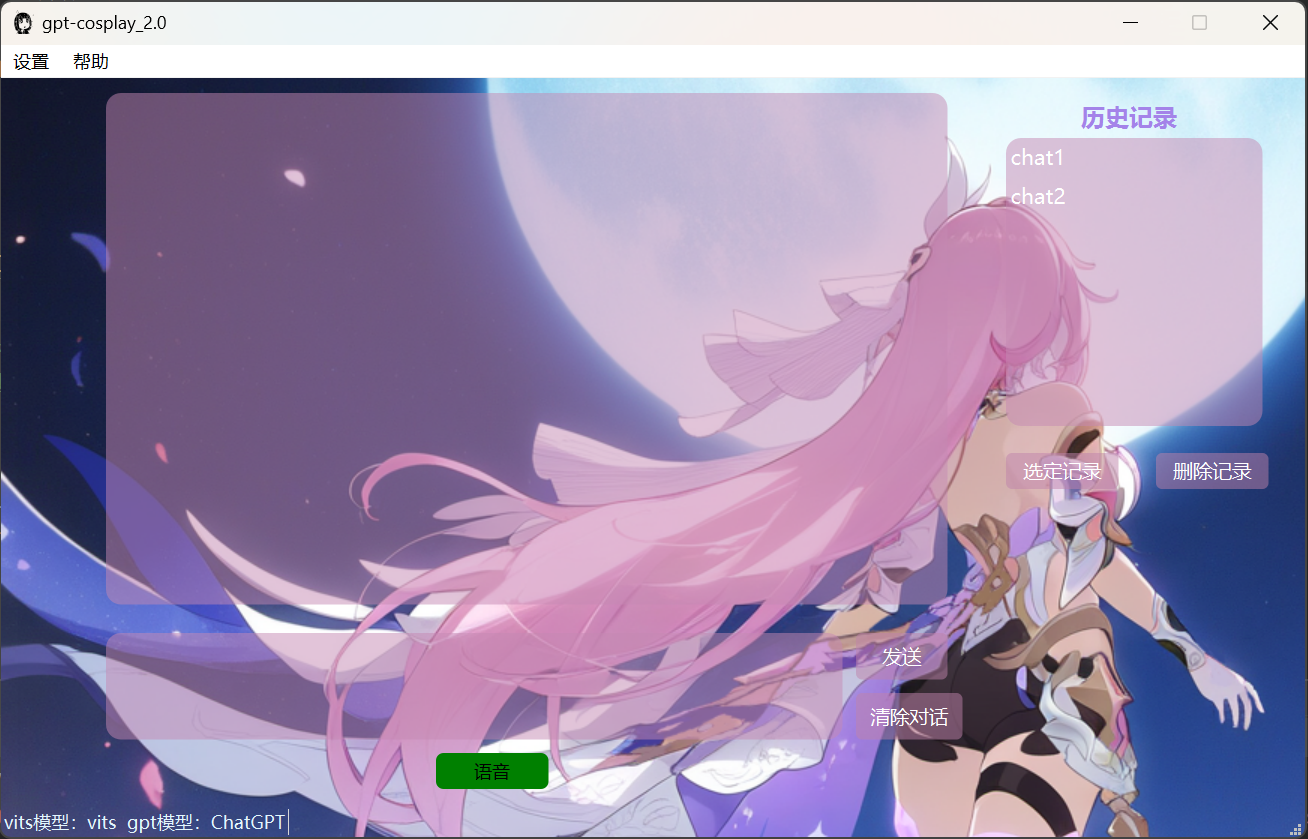 gpt-cosplay_2.0
设置 帮助
历史记录
chat1
chat2
选定记录 删除记录
发送
清除对话
语音
vits模型：vits gpt模型：ChatGPT